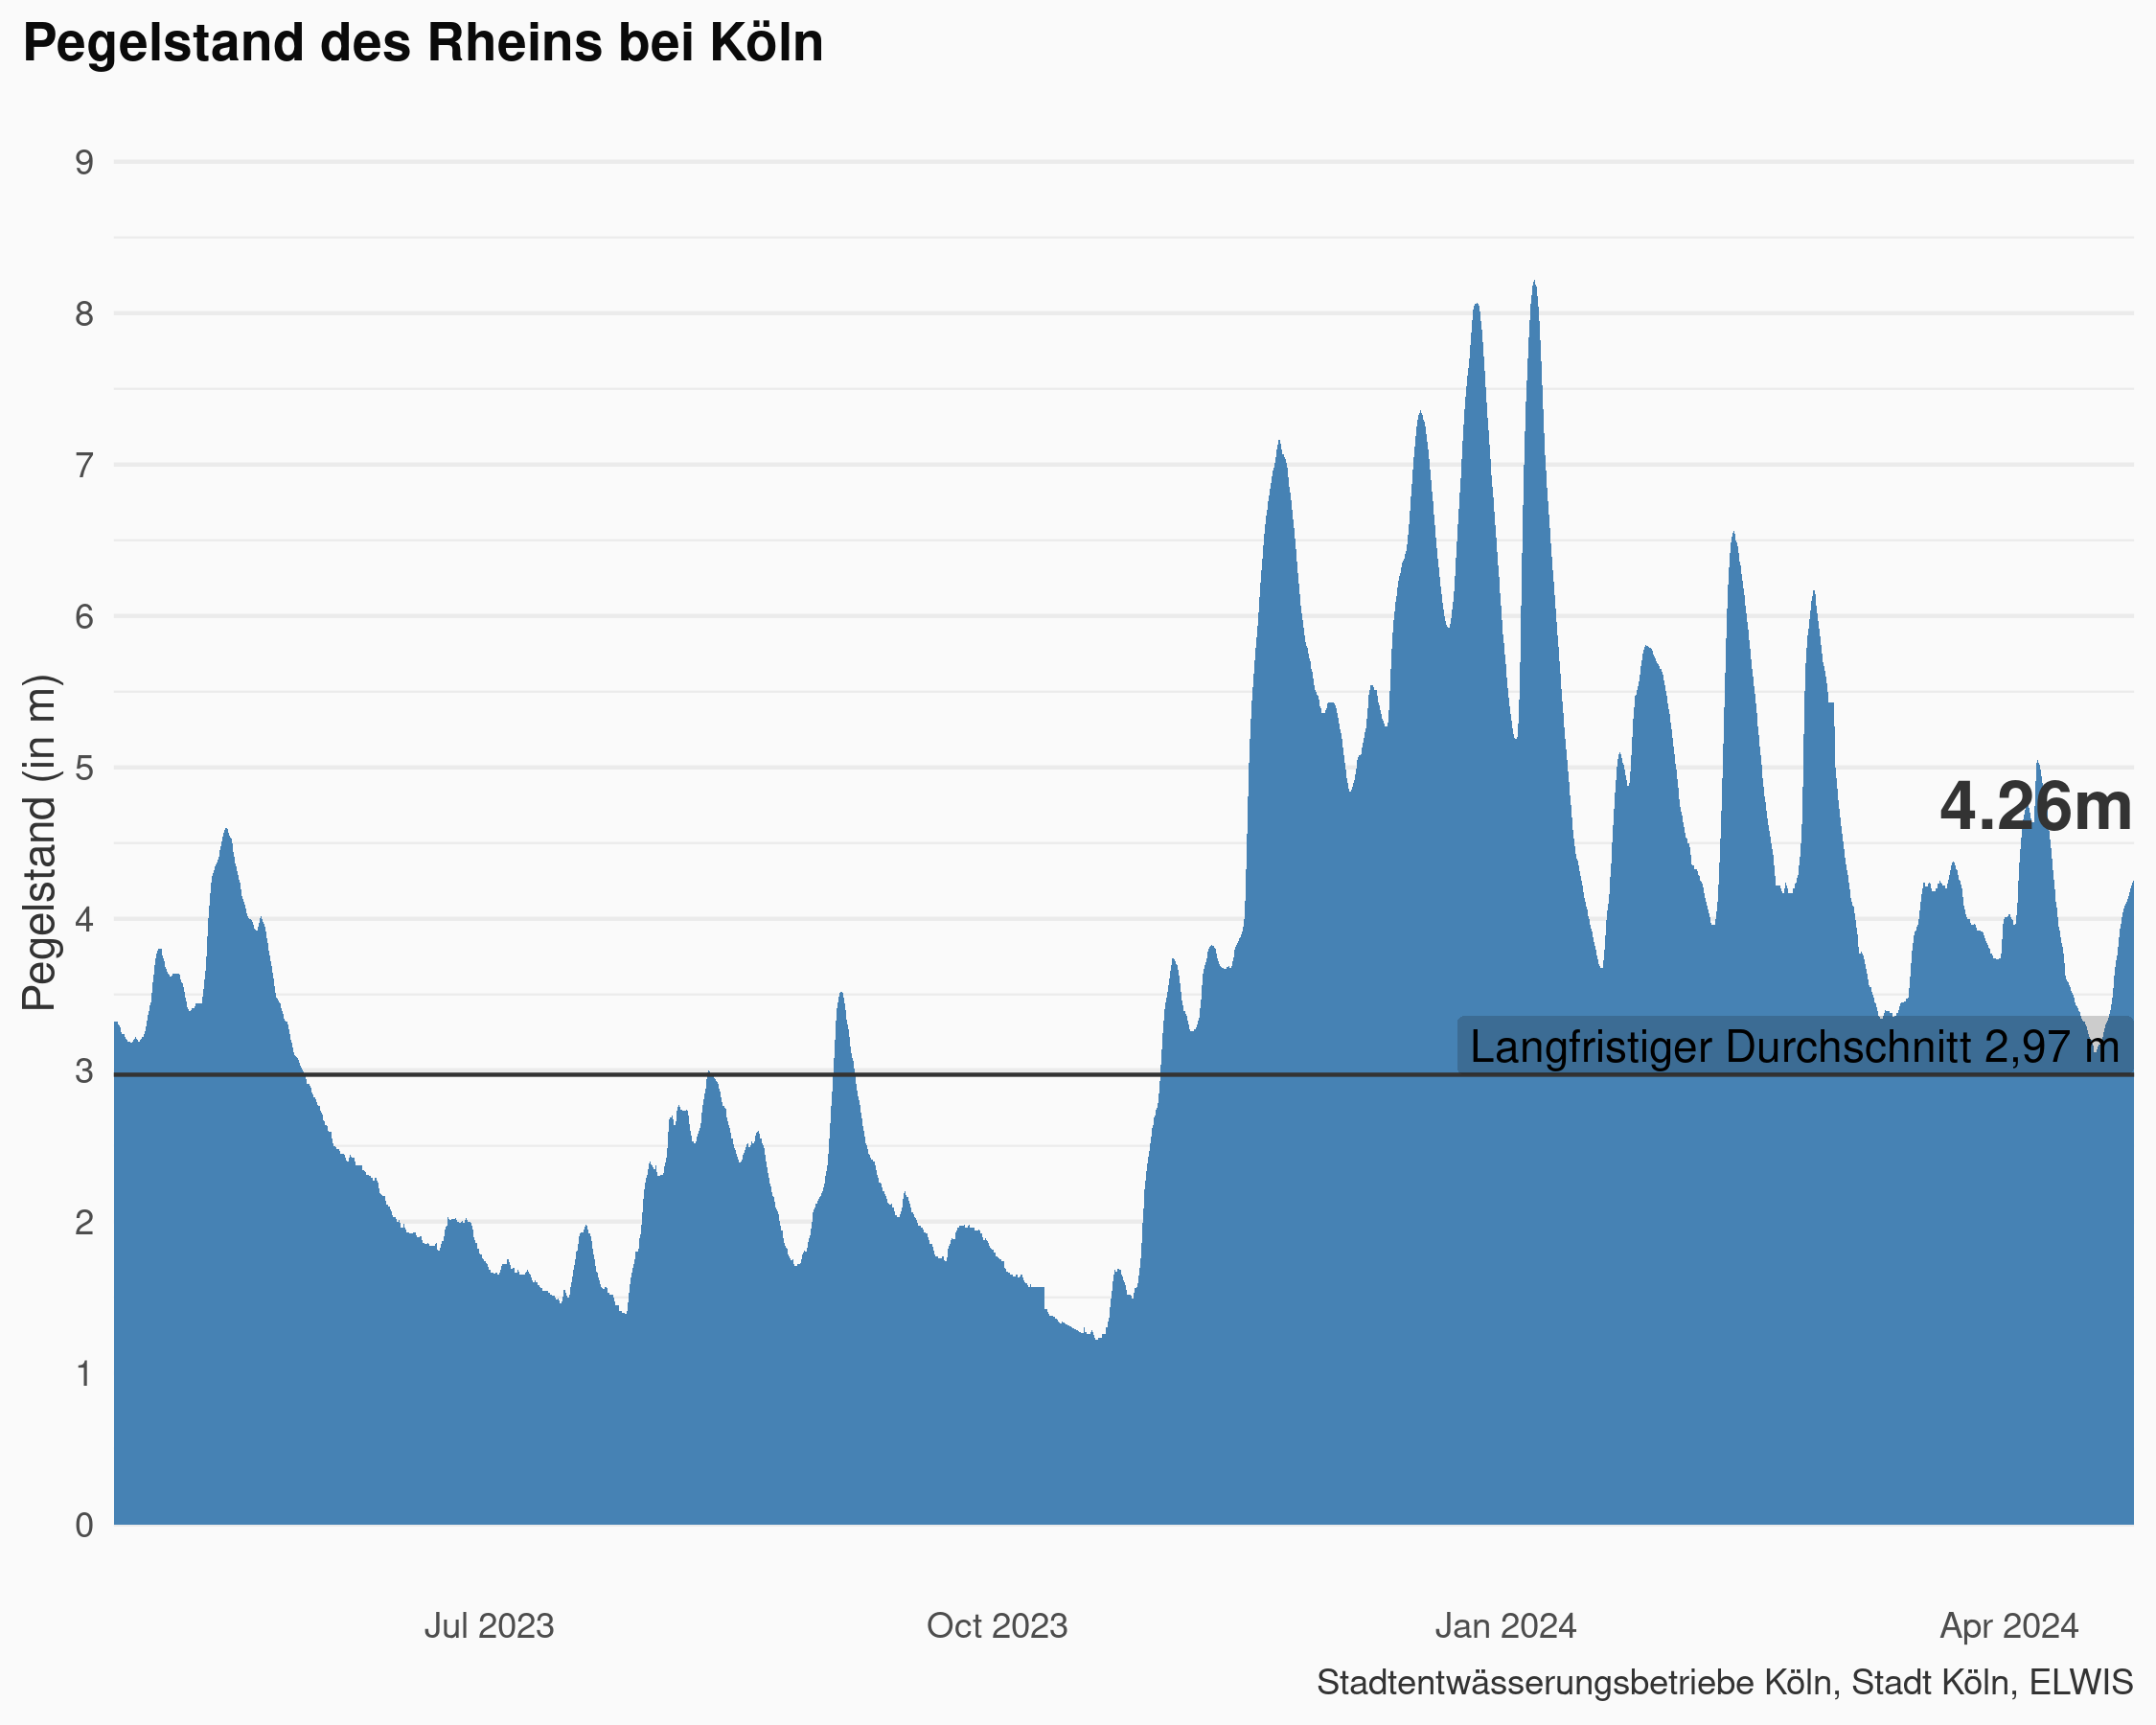 Pegelstand des Rheins bei Köln
9
8
7
6
5
4
3
2
1
0
Pegelstand (in m)
4.26m
Langfristiger Durchschnitt 2,97 m
Jul 2023
Oct 2023
Jan 2024
Apr 2024
Stadtentwässerungsbetriebe Köln, Stadt Köln, ELWIS